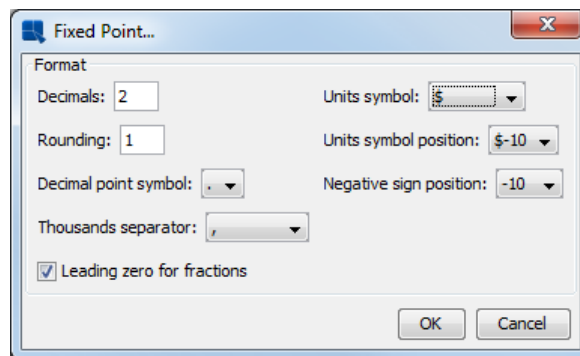 Fixed Point...
Format
Decimals: 2
Units symbol: $
Rounding: 1
Units symbol position: $-10
Decimal point symbol: .
Negative sign position: -10
Thousands separator: ,
Leading zero for fractions
OK
Cancel